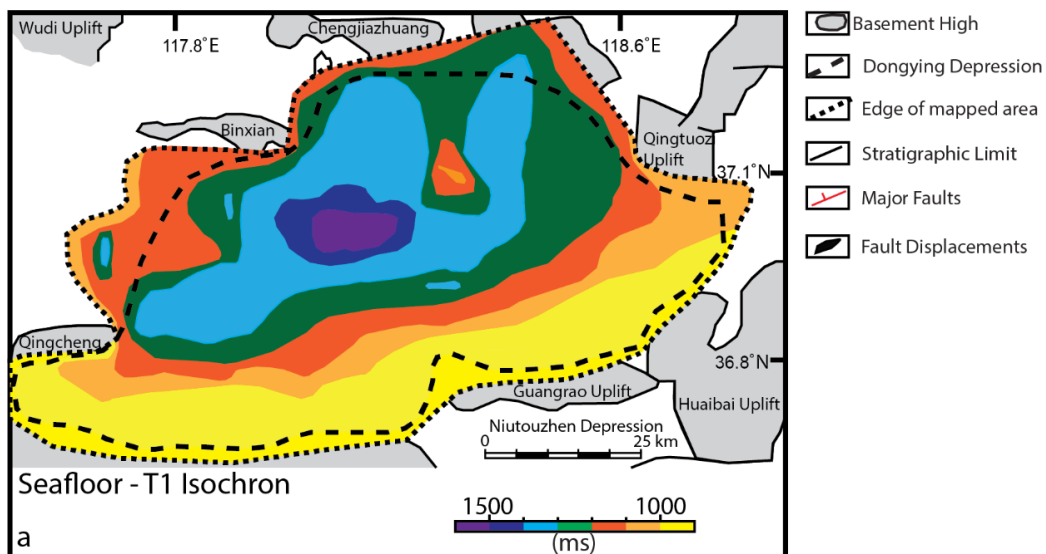 Wudi Uplift
117.8°E
Chengjiazhuang
118.6°E
Binxian
Qingtuozi
Uplift
37.1°N
Qingcheng
36.8°N
Guangrao Uplift
Huaibai Uplift
Niutouzhen Depression
0
25 km
Seafloor - T1 Isochron
1500
1000
(ms)
a
Basement High
Dongying Depression
Edge of mapped area
Stratigraphic Limit
Major Faults
Fault Displacements